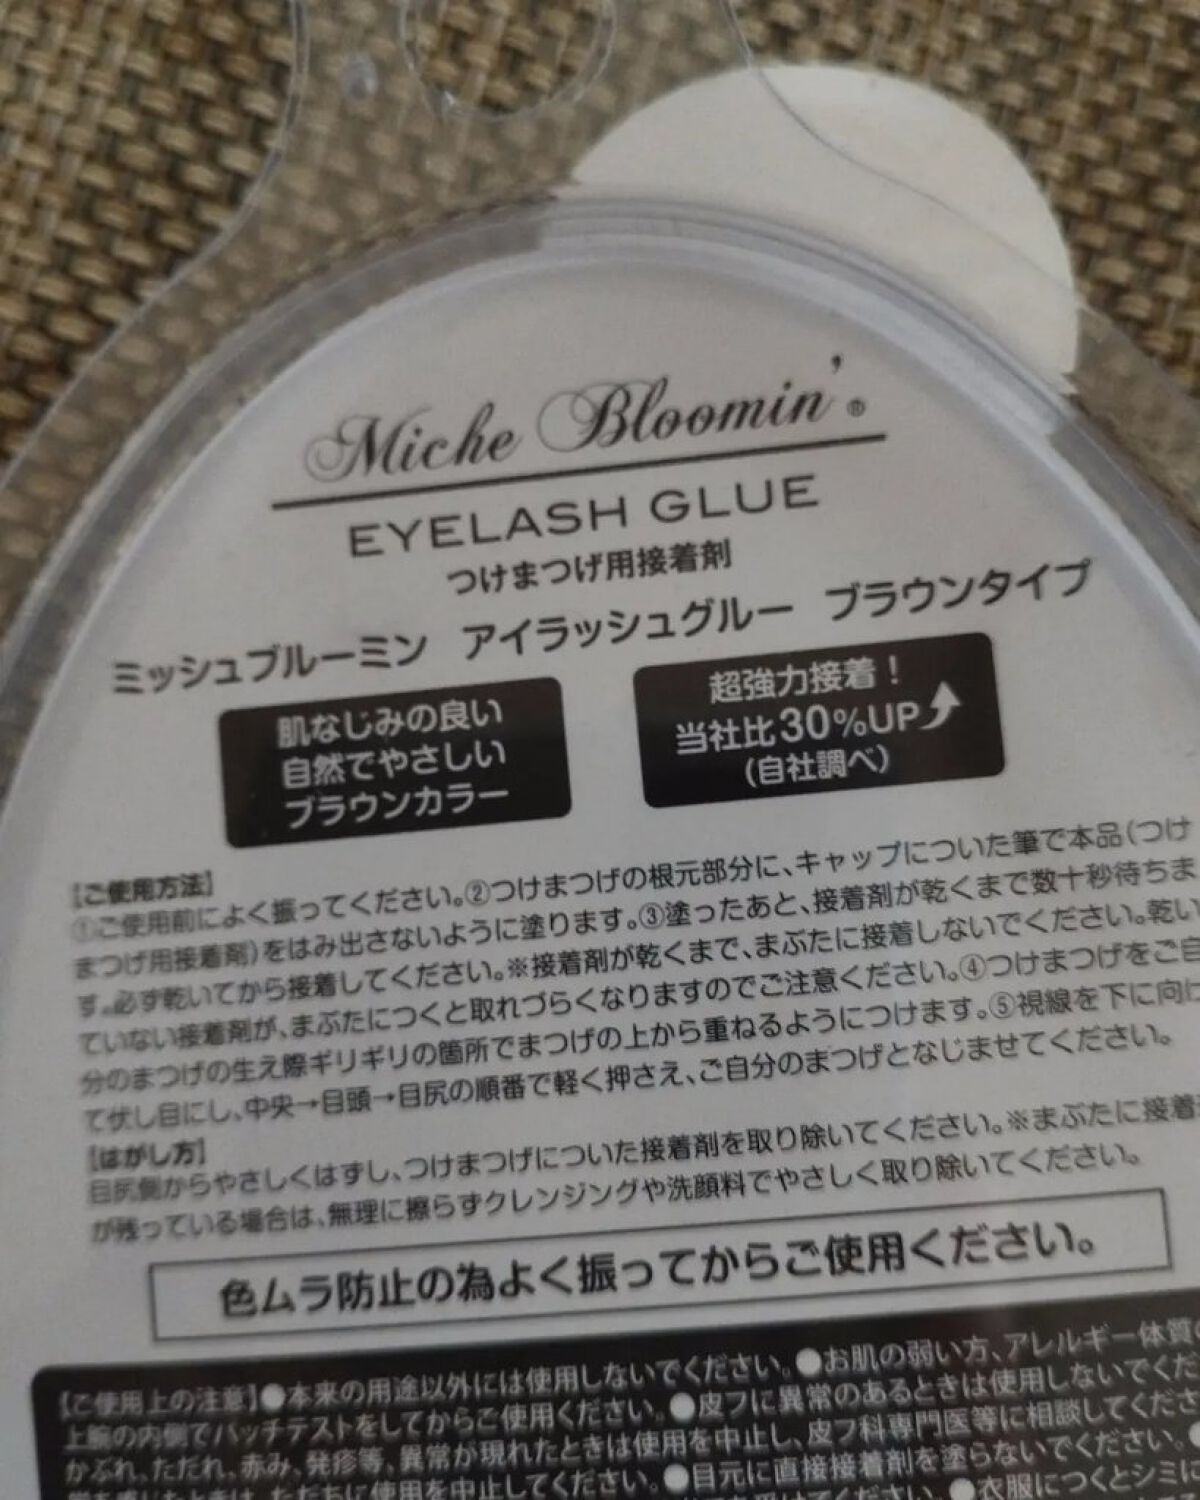 Miche Bloomin'®
EYELASH GLUE
つけまつげ用接着剤
ミッシュブルーミン アイラッシュグルー ブラウンタイプ
肌なじみの良い
自然でやさしい
ブラウンカラー
超強力接着！
当社比30%UP
(自社調べ)
【ご使用方法】
①ご使用前によく振ってください。②つけまつげの根元部分に、キャップについた筆で本品(つけ
まつげ用接着剤)をはみ出さないように塗ります。③塗ったあと、接着剤が乾くまで数十秒待ちま
す。必ず乾いてから接着してください。※接着剤が乾くまで、まぶたに接着しないでください。乾い
ていない接着剤が、まぶたにつくと取れづらくなりますのでご注意ください。④つけまつげをご自
分のまつげの生え際ギリギリの箇所でまつげの上から重ねるようにつけます。⑤視線を下に向け
て伏し目にし、中央→目頭→目尻の順番で軽く押さえ、ご自分のまつげとなじませてください。
【はがし方】
目尻側からやさしくはずし、つけまつげについた接着剤を取り除いてください。※まぶたに接着
が残っている場合は、無理に擦らずクレンジングや洗顔料でやさしく取り除いてください。
色ムラ防止の為よく振ってからご使用ください。
【ご使用上の注意】●本来の用途以外には使用しないでください。●お肌の弱い方、アレルギー体質
上腕の内側でパッチテストをしてからご使用ください。●皮フに異常のあるときは使用しないでくだ
かぶれ、ただれ、赤み、発疹等、異常が現れたときは使用を中止し、皮フ科専門医等に相談してくださ
ただちに使用を中止してください。●目元に直接接着剤を塗らないでください。
●衣服につくとシミに